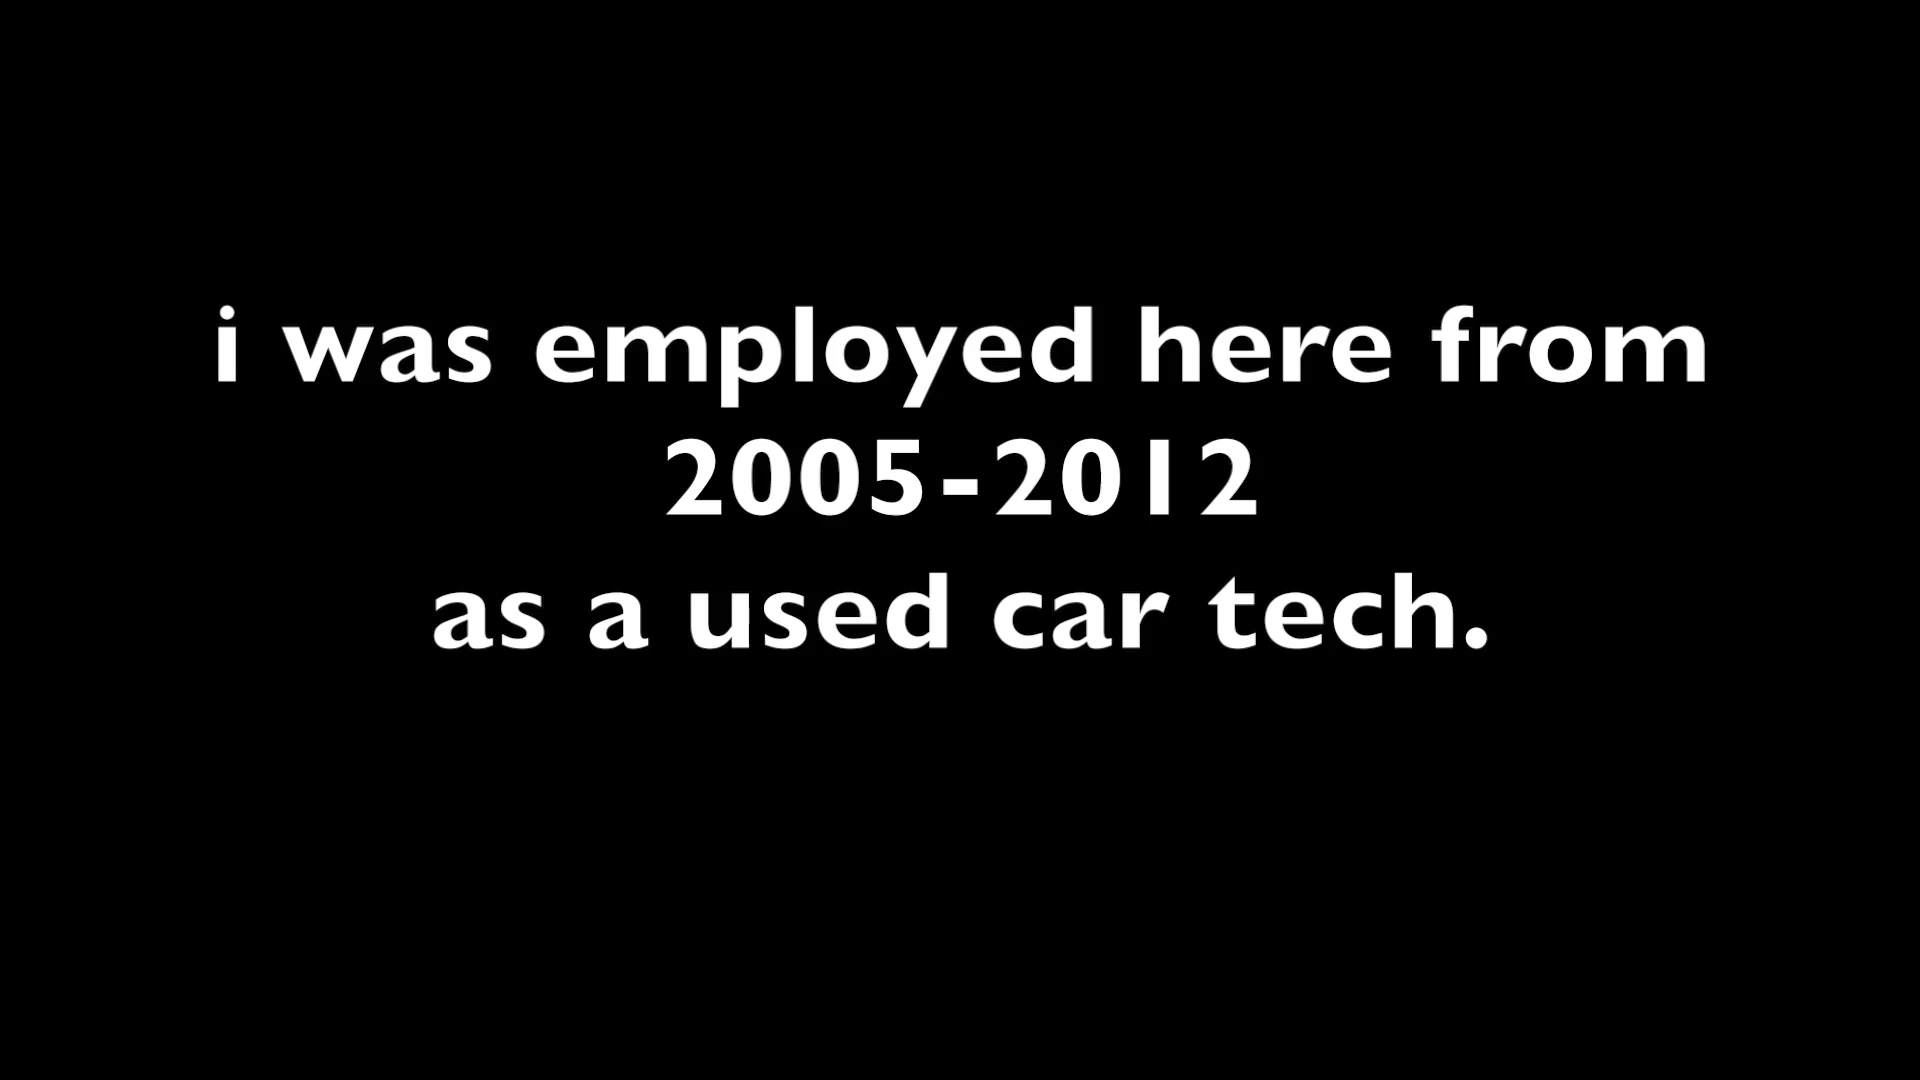 i was employed here from
2005-2012
as a used car tech.